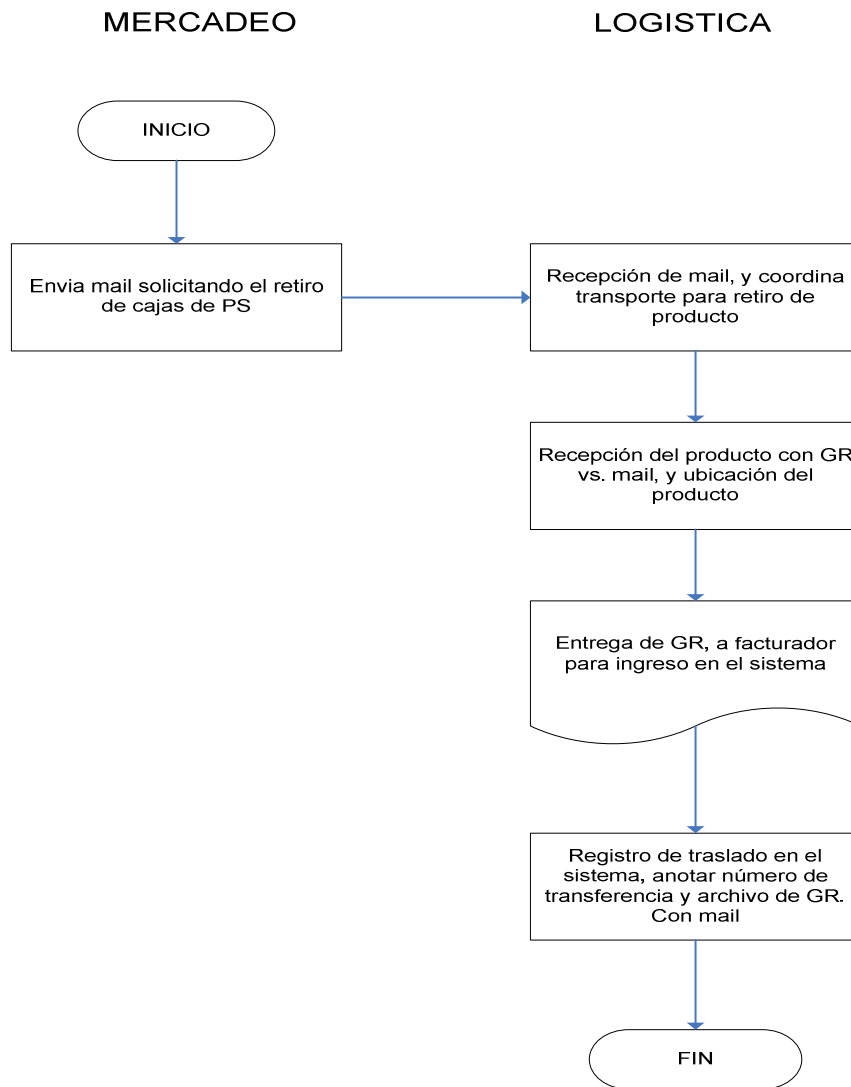 MERCADEO
LOGISTICA
INICIO
Envia mail solicitando el retiro
de cajas de PS
Recepción de mail, y coordina
transporte para retiro de
producto
Recepción del producto con GR
vs. mail, y ubicación del
producto
Entrega de GR, a facturador
para ingreso en el sistema
Registro de traslado en el
sistema, anotar número de
transferencia y archivo de GR.
Con mail
FIN